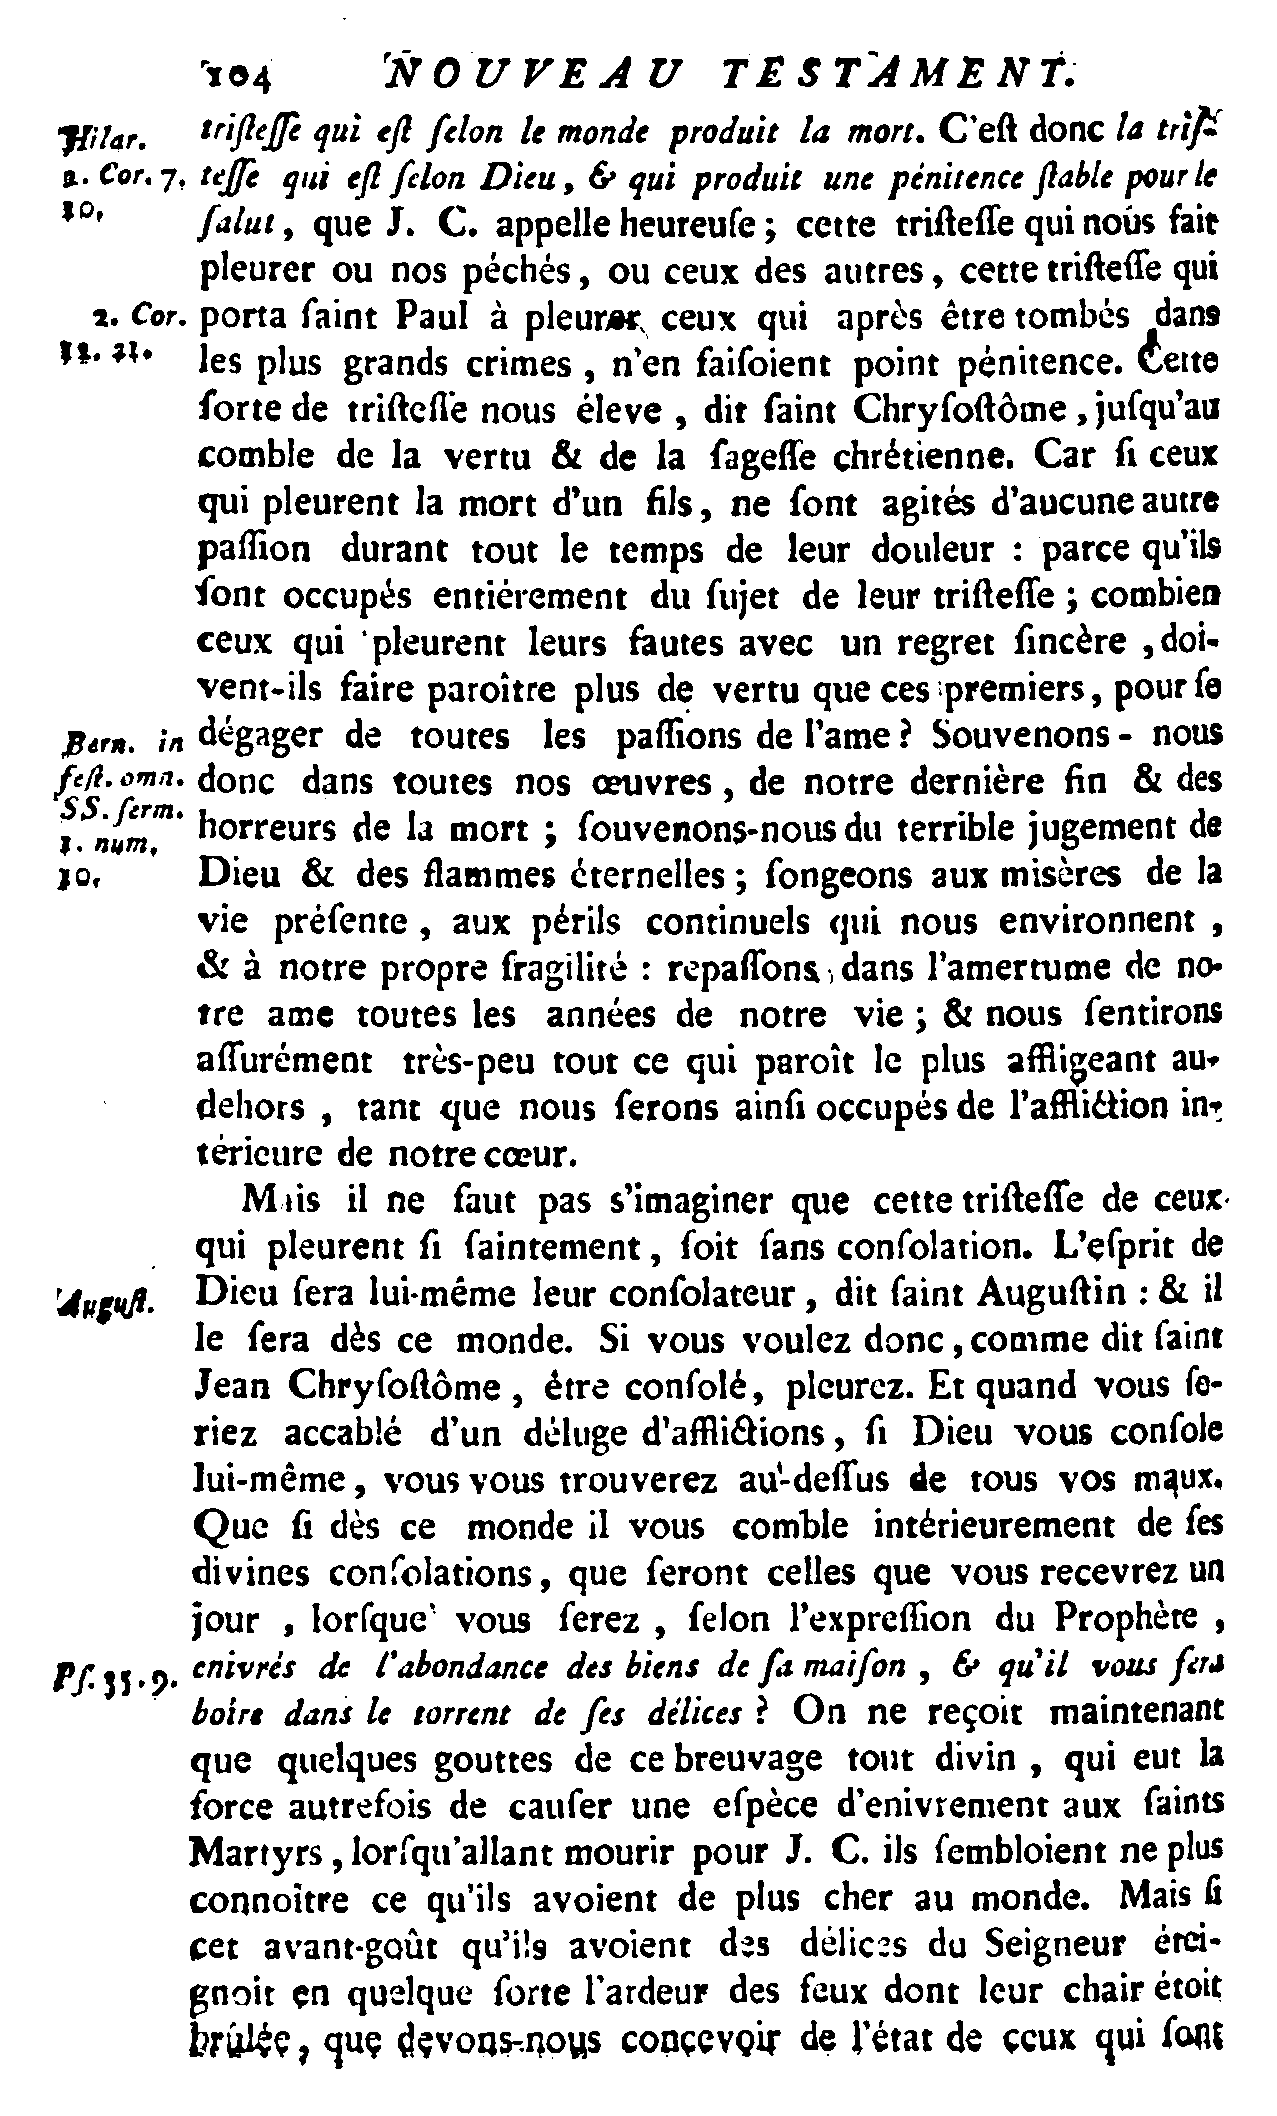 104 NOUVEAU TESTAMENT.
Hilar.
2. Cor. 7.
10.
triſteſſe qui eſt ſelon le monde produit la mort. C'eſt donc la triſ-
teſſe qui eſt ſelon Dieu, & qui produit une pénitence ſtable pour le
ſalut, que J. C. appelle heureuſe; cette triſteſſe qui nous fait
pleurer ou nos péchés, ou ceux des autres, cette triſteſſe qui
2. Cor.
12. 21.
porta ſaint Paul à pleurer ceux qui après être tombés dans
les plus grands crimes, n'en faiſoient point pénitence. Cette
ſorte de triſteſſe nous éleve, dit ſaint Chryſoſtôme, juſqu'au
comble de la vertu & de la ſageſſe chrétienne. Car ſi ceux
qui pleurent la mort d'un fils, ne ſont agités d'aucune autre
paſſion durant tout le temps de leur douleur : parce qu'ils
ſont occupés entiérement du ſujet de leur triſteſſe; combien
ceux qui pleurent leurs fautes avec un regret ſincère, doi-
vent-ils faire paroître plus de vertu que ces premiers, pour ſe
Bern. in
feſt. omn.
SS. ſerm.
1. num.
10.
dégager de toutes les paſſions de l'ame? Souvenons-nous
donc dans toutes nos œuvres, de notre dernière fin & des
horreurs de la mort; ſouvenons-nous du terrible jugement de
Dieu & des flammes éternelles; ſongeons aux misères de la
vie préſente, aux périls continuels qui nous environnent,
& à notre propre fragilité : repaſſons dans l'amertume de no-
tre ame toutes les années de notre vie; & nous ſentirons
aſſurément très-peu tout ce qui paroît le plus affligeant au-
dehors, tant que nous ſerons ainſi occupés de l'affliction in-
térieure de notre cœur.
Mais il ne faut pas s'imaginer que cette triſteſſe de ceux
qui pleurent ſi ſaintement, ſoit ſans conſolation. L'eſprit de
Auguſt.
Dieu ſera lui-même leur conſolateur, dit ſaint Auguſtin : & il
le ſera dès ce monde. Si vous voulez donc, comme dit ſaint
Jean Chryſoſtôme, être conſolé, pleurez. Et quand vous ſe-
riez accablé d'un déluge d'afflictions, ſi Dieu vous conſole
lui-même, vous vous trouverez au-deſſus de tous vos maux.
Que ſi dès ce monde il vous comble intérieurement de ſes
divines conſolations, que ſeront celles que vous recevrez un
jour, lorſque vous ſerez, ſelon l'expreſſion du Prophète,
Pſ. 35. 9.
enivrés de l'abondance des biens de ſa maiſon, & qu'il vous fera
boire dans le torrent de ſes délices? On ne reçoit maintenant
que quelques gouttes de ce breuvage tout divin, qui eut la
force autrefois de cauſer une eſpèce d'enivrement aux ſaints
Martyrs, lorſqu'allant mourir pour J. C. ils ſembloient ne plus
connoître ce qu'ils avoient de plus cher au monde. Mais ſi
cet avant-goût qu'ils avoient des délices du Seigneur étei-
gnoit en quelque ſorte l'ardeur des feux dont leur chair étoit
brûlée, que devons-nous concevoir de l'état de ceux qui ſont